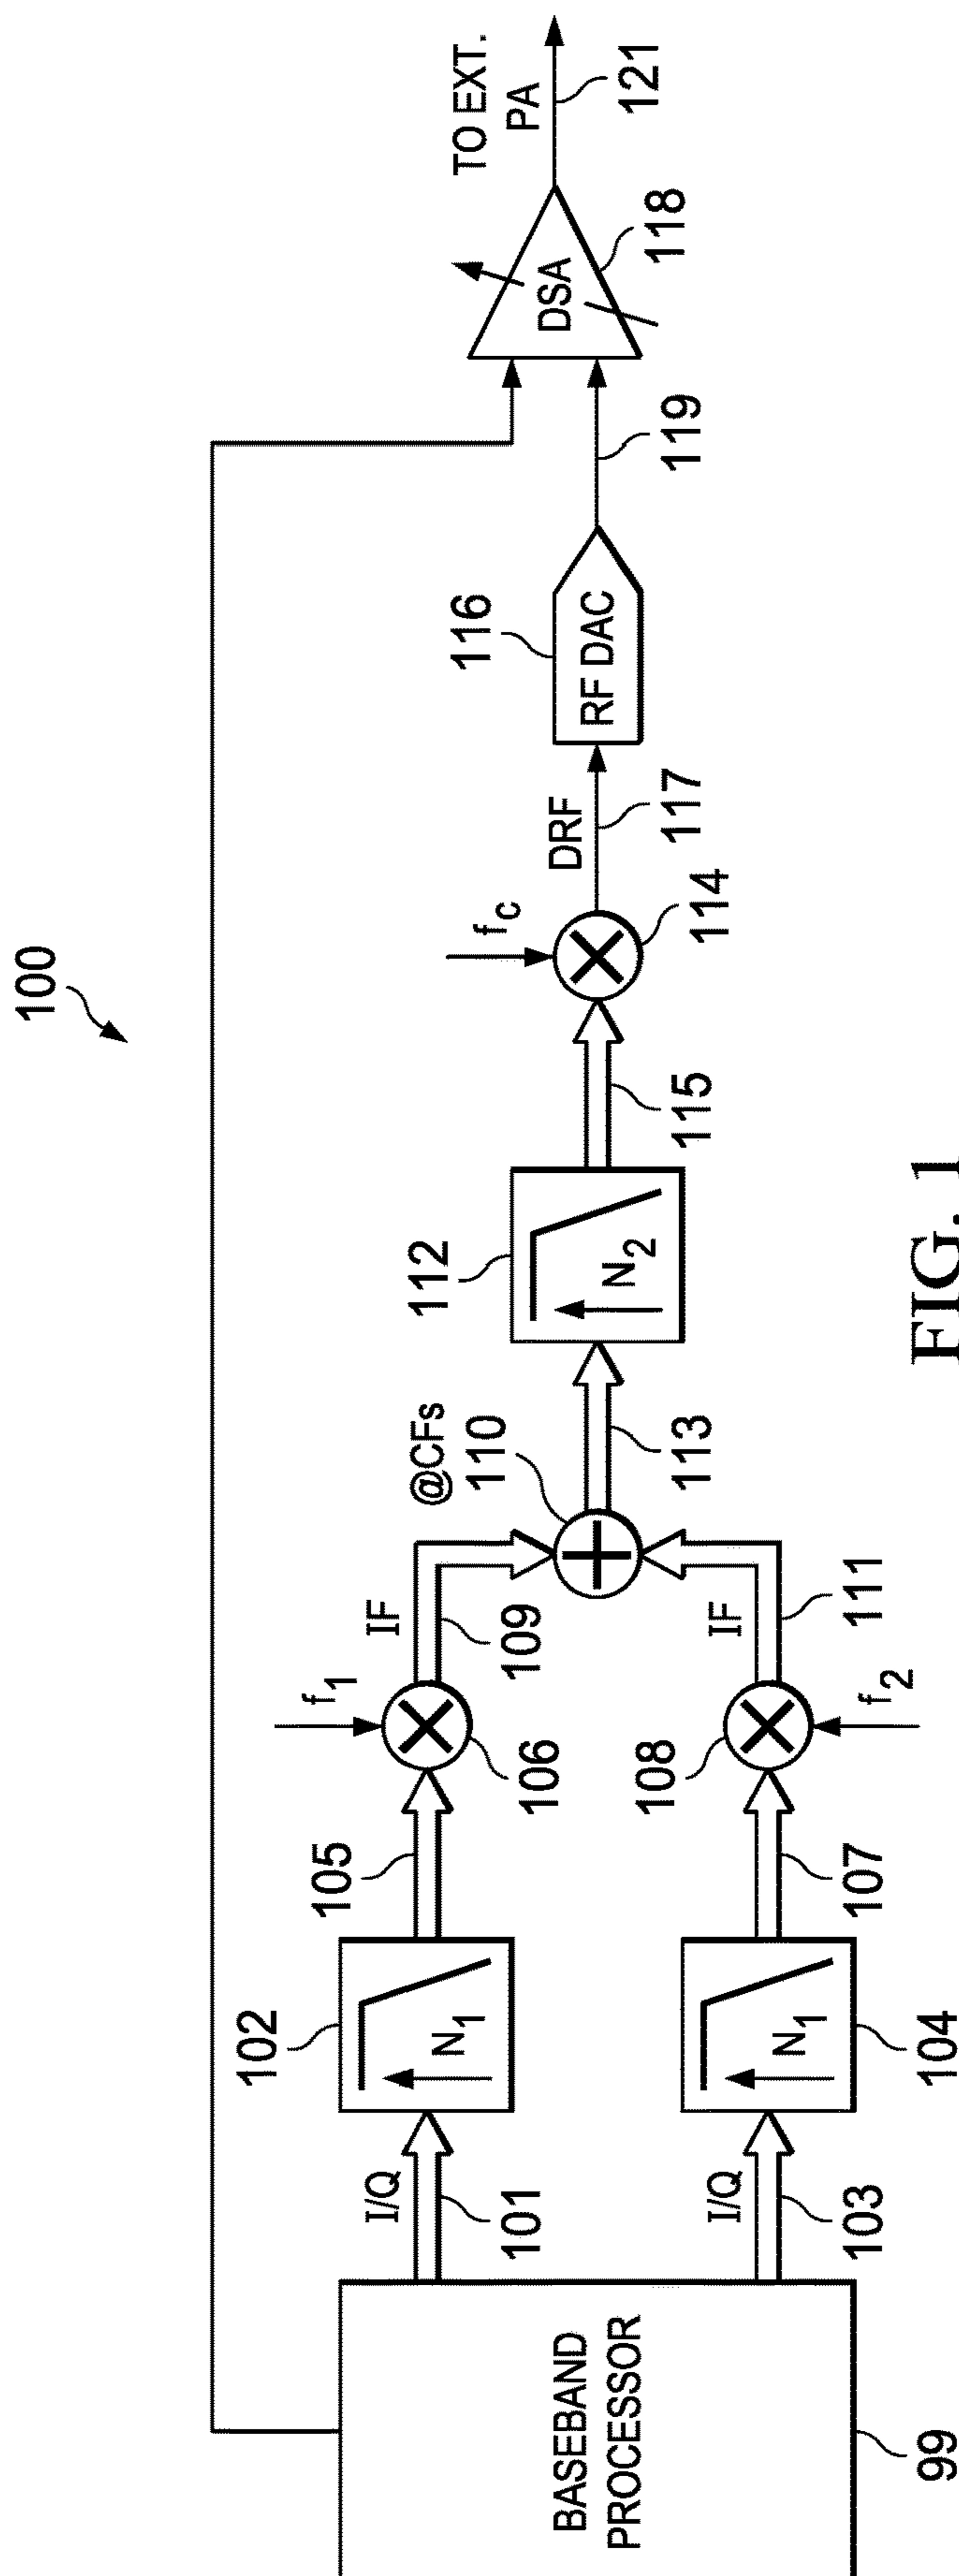 100
TO EXT.
PA
121
DSA
118
119
116
RF DAC
DRF
117
fc
114
115
112
N2
@CFs
110
113
IF
109
IF
111
f1
106
f2
108
105
107
102
N1
104
N1
I/Q
101
I/Q
103
BASEBAND
PROCESSOR
99
FIG. 1